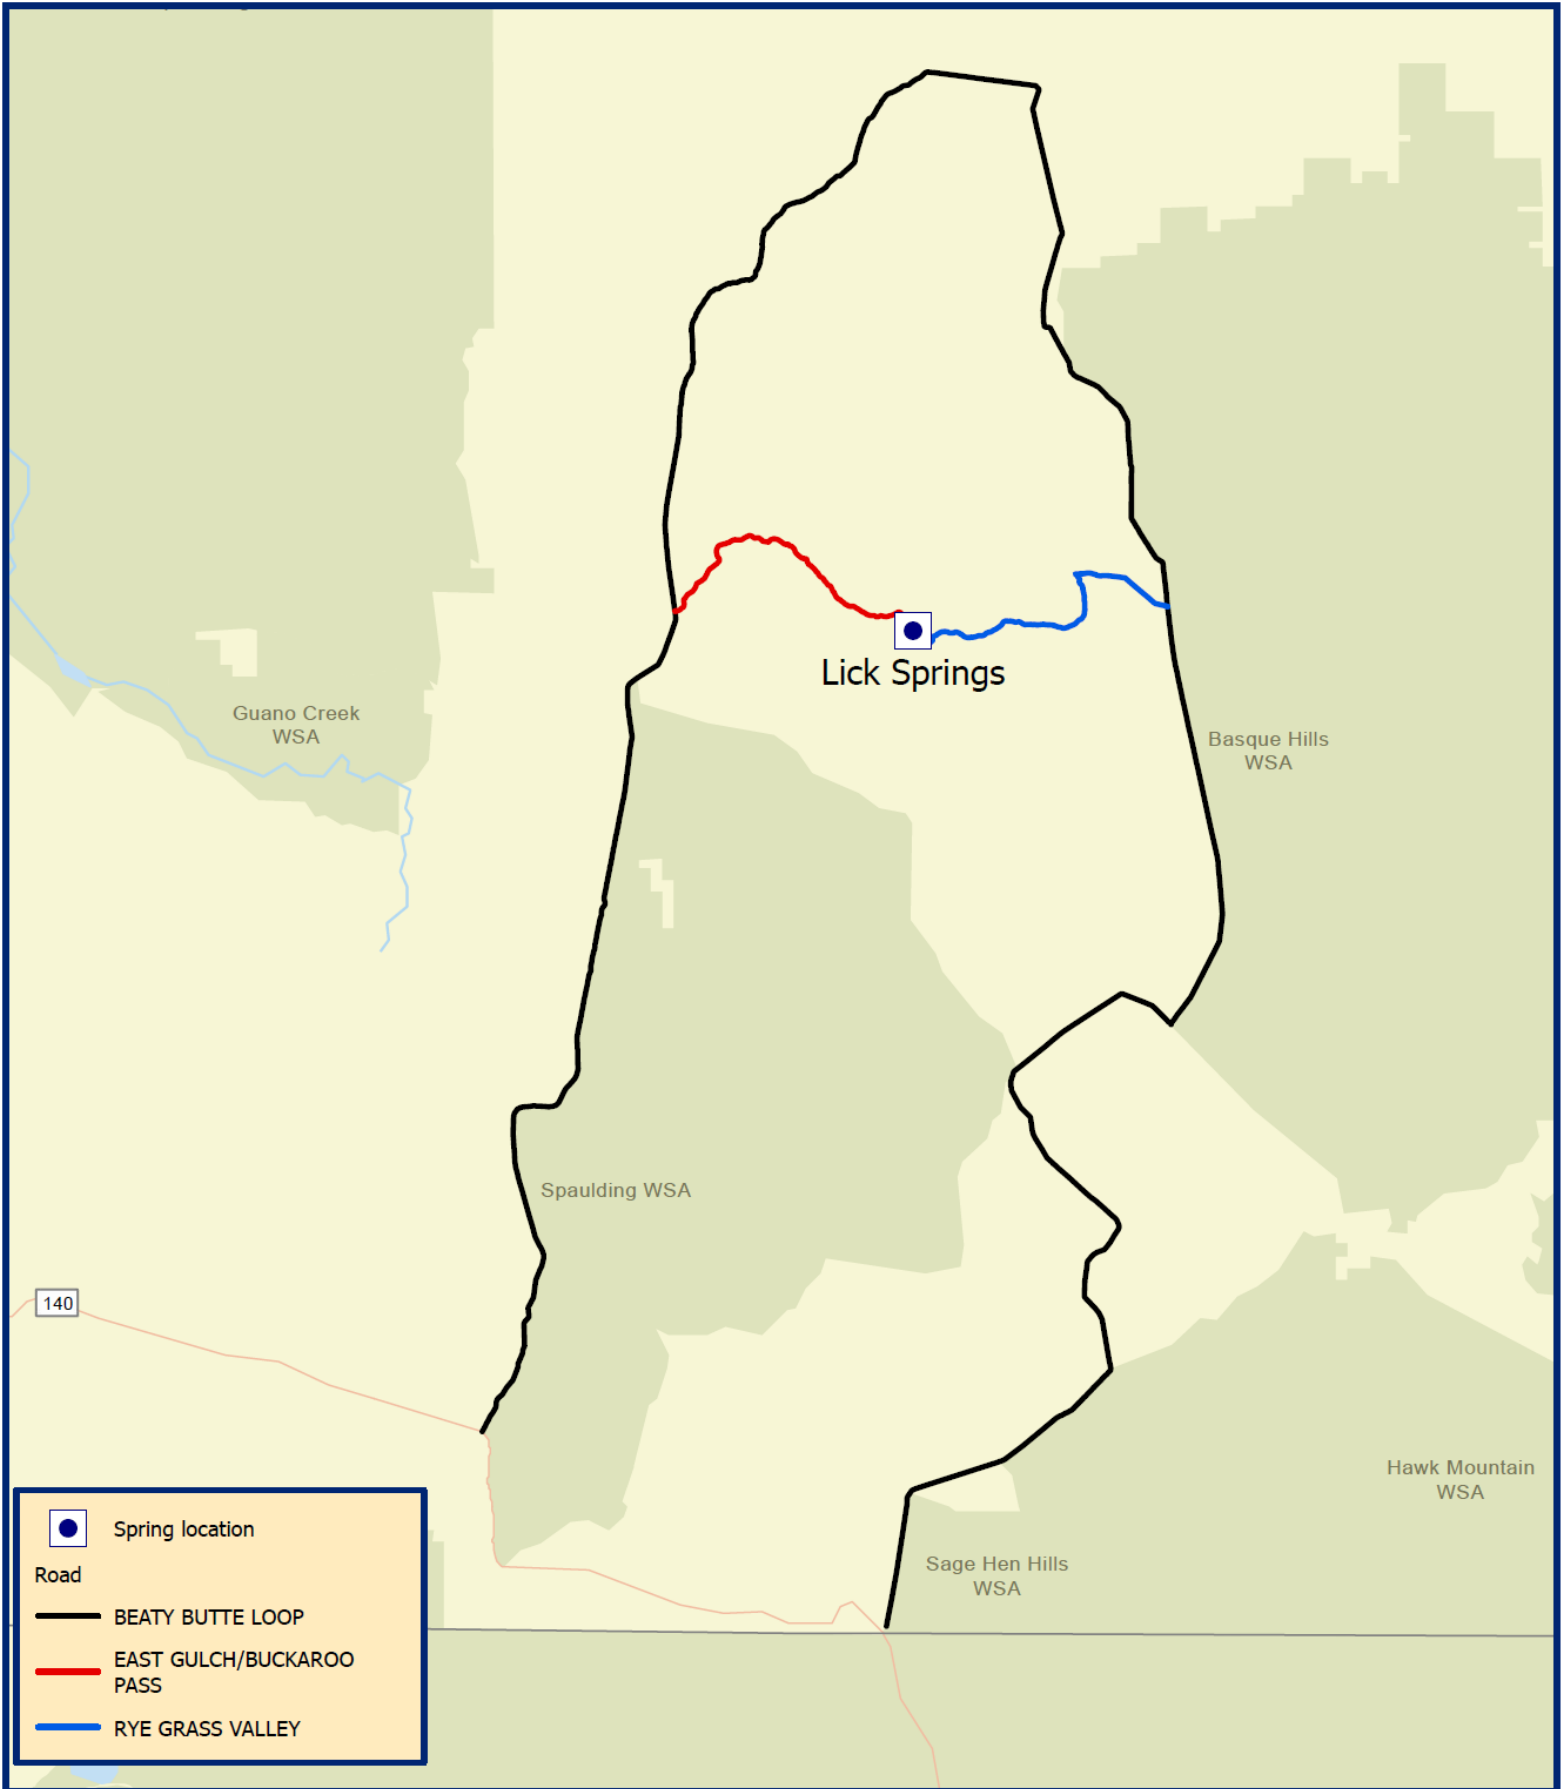 Lick Springs
Guano Creek
WSA
Basque Hills
WSA
Spaulding WSA
140
Hawk Mountain
WSA
Sage Hen Hills
WSA
Spring location
Road
BEATY BUTTE LOOP
EAST GULCH/BUCKAROO
PASS
RYE GRASS VALLEY